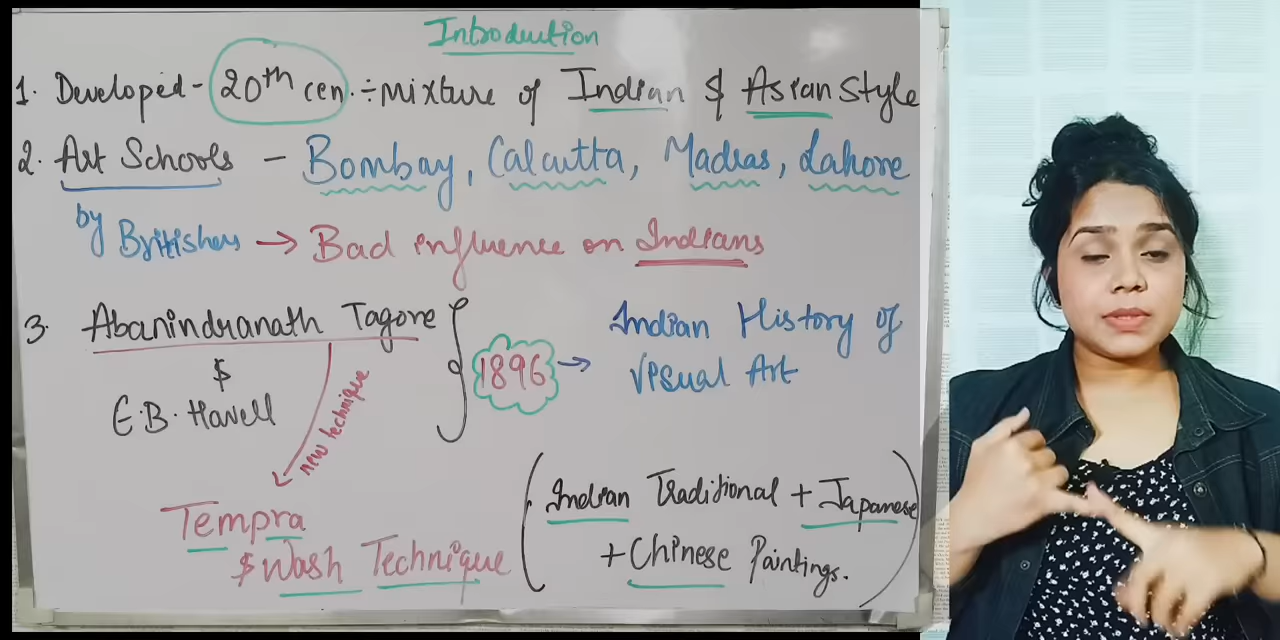 Introduction
1. Developed - 20th cen. ÷ mixture of Indian & Asian Style
2. Art Schools - Bombay, Calcutta, Madras, Lahore
by Britishers → Bad influence on Indians
3. Abanindranath Tagore
& 
E.B. Havell
1896 → Indian History of
Visual Art
new technique
Tempra
& Wash Technique
(Indian Traditional + Japanese
+ Chinese Paintings.)